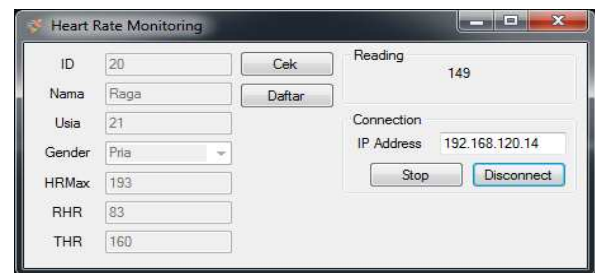 Heart Rate Monitoring
ID 20 Cek
Nama Raga Daftar
Usia 21
Gender Pria
HRMax 193
RHR 83
THR 160
Reading
149
Connection
IP Address 192.168.120.14
Stop Disconnect